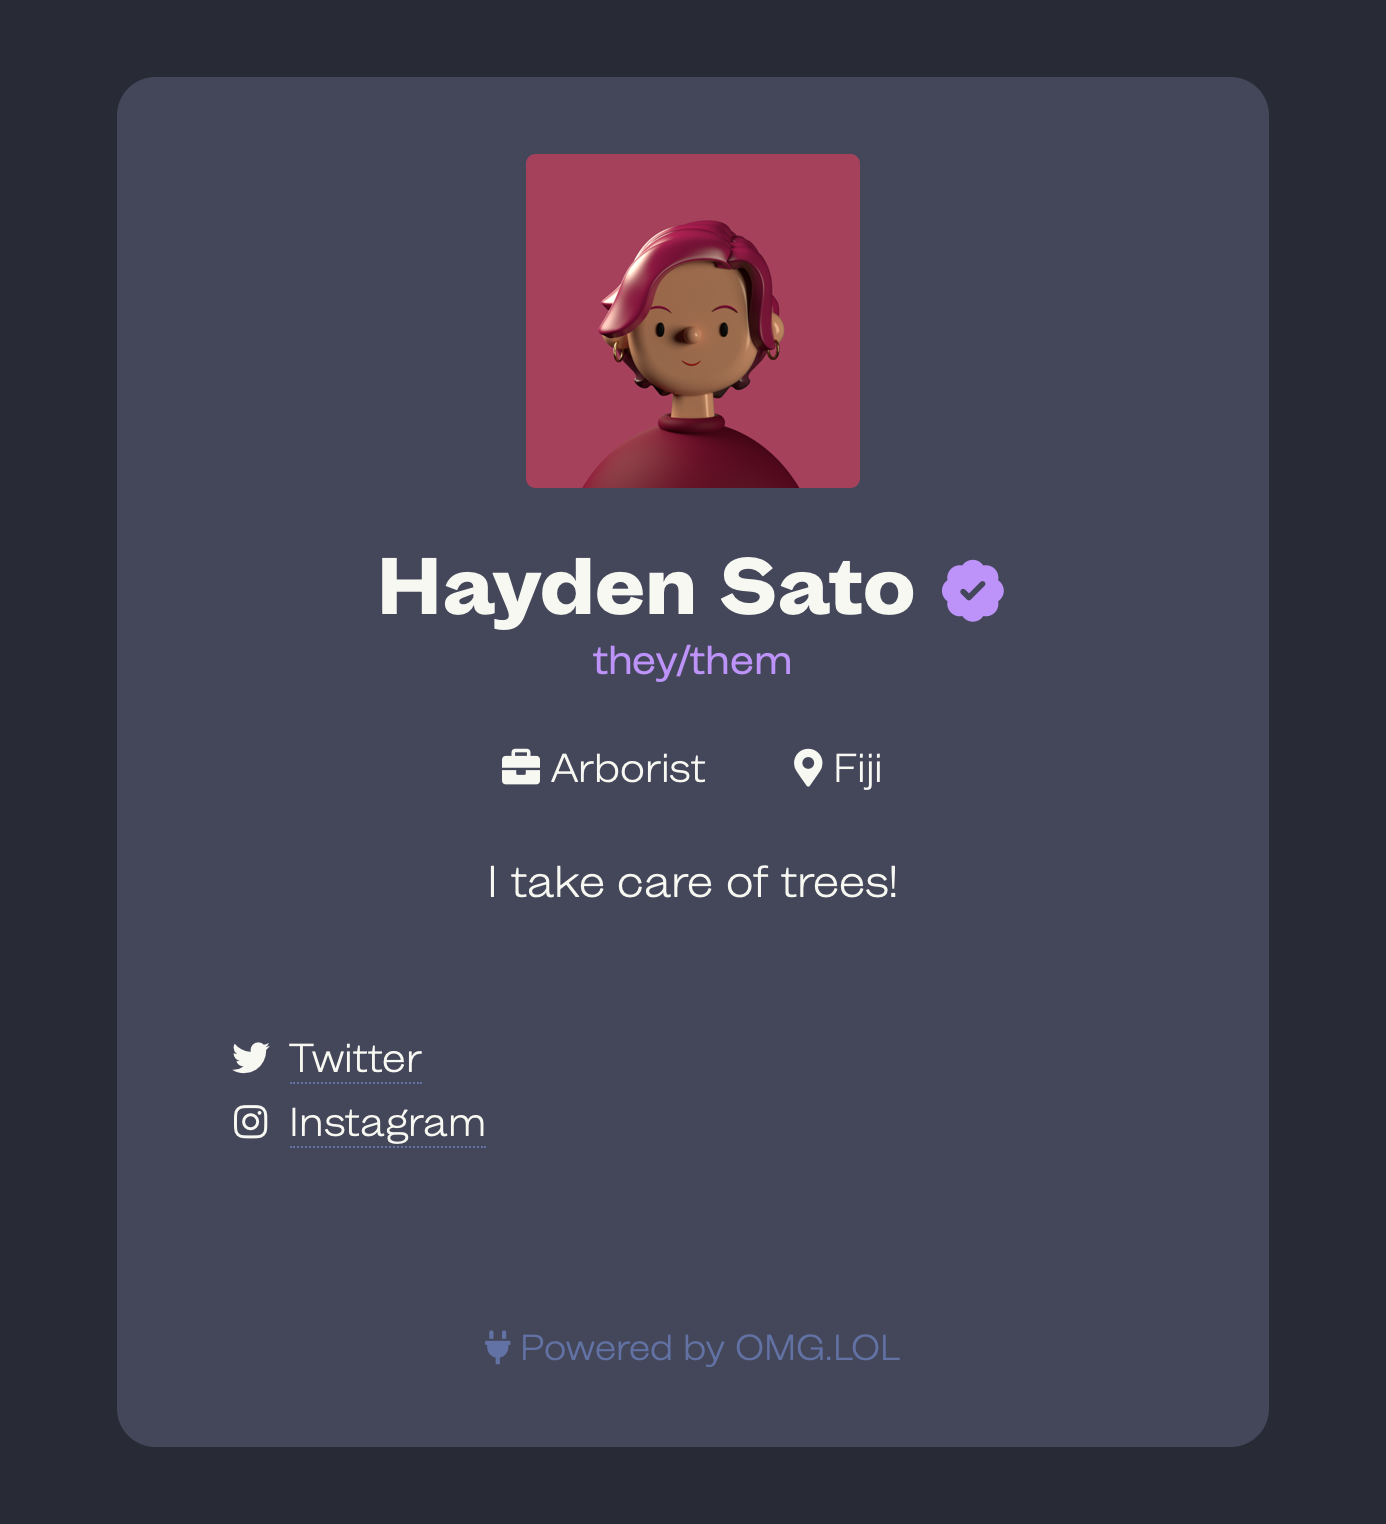 Hayden Sato
they/them
Arborist Fiji
I take care of trees!
Twitter
Instagram
Powered by OMG.LOL